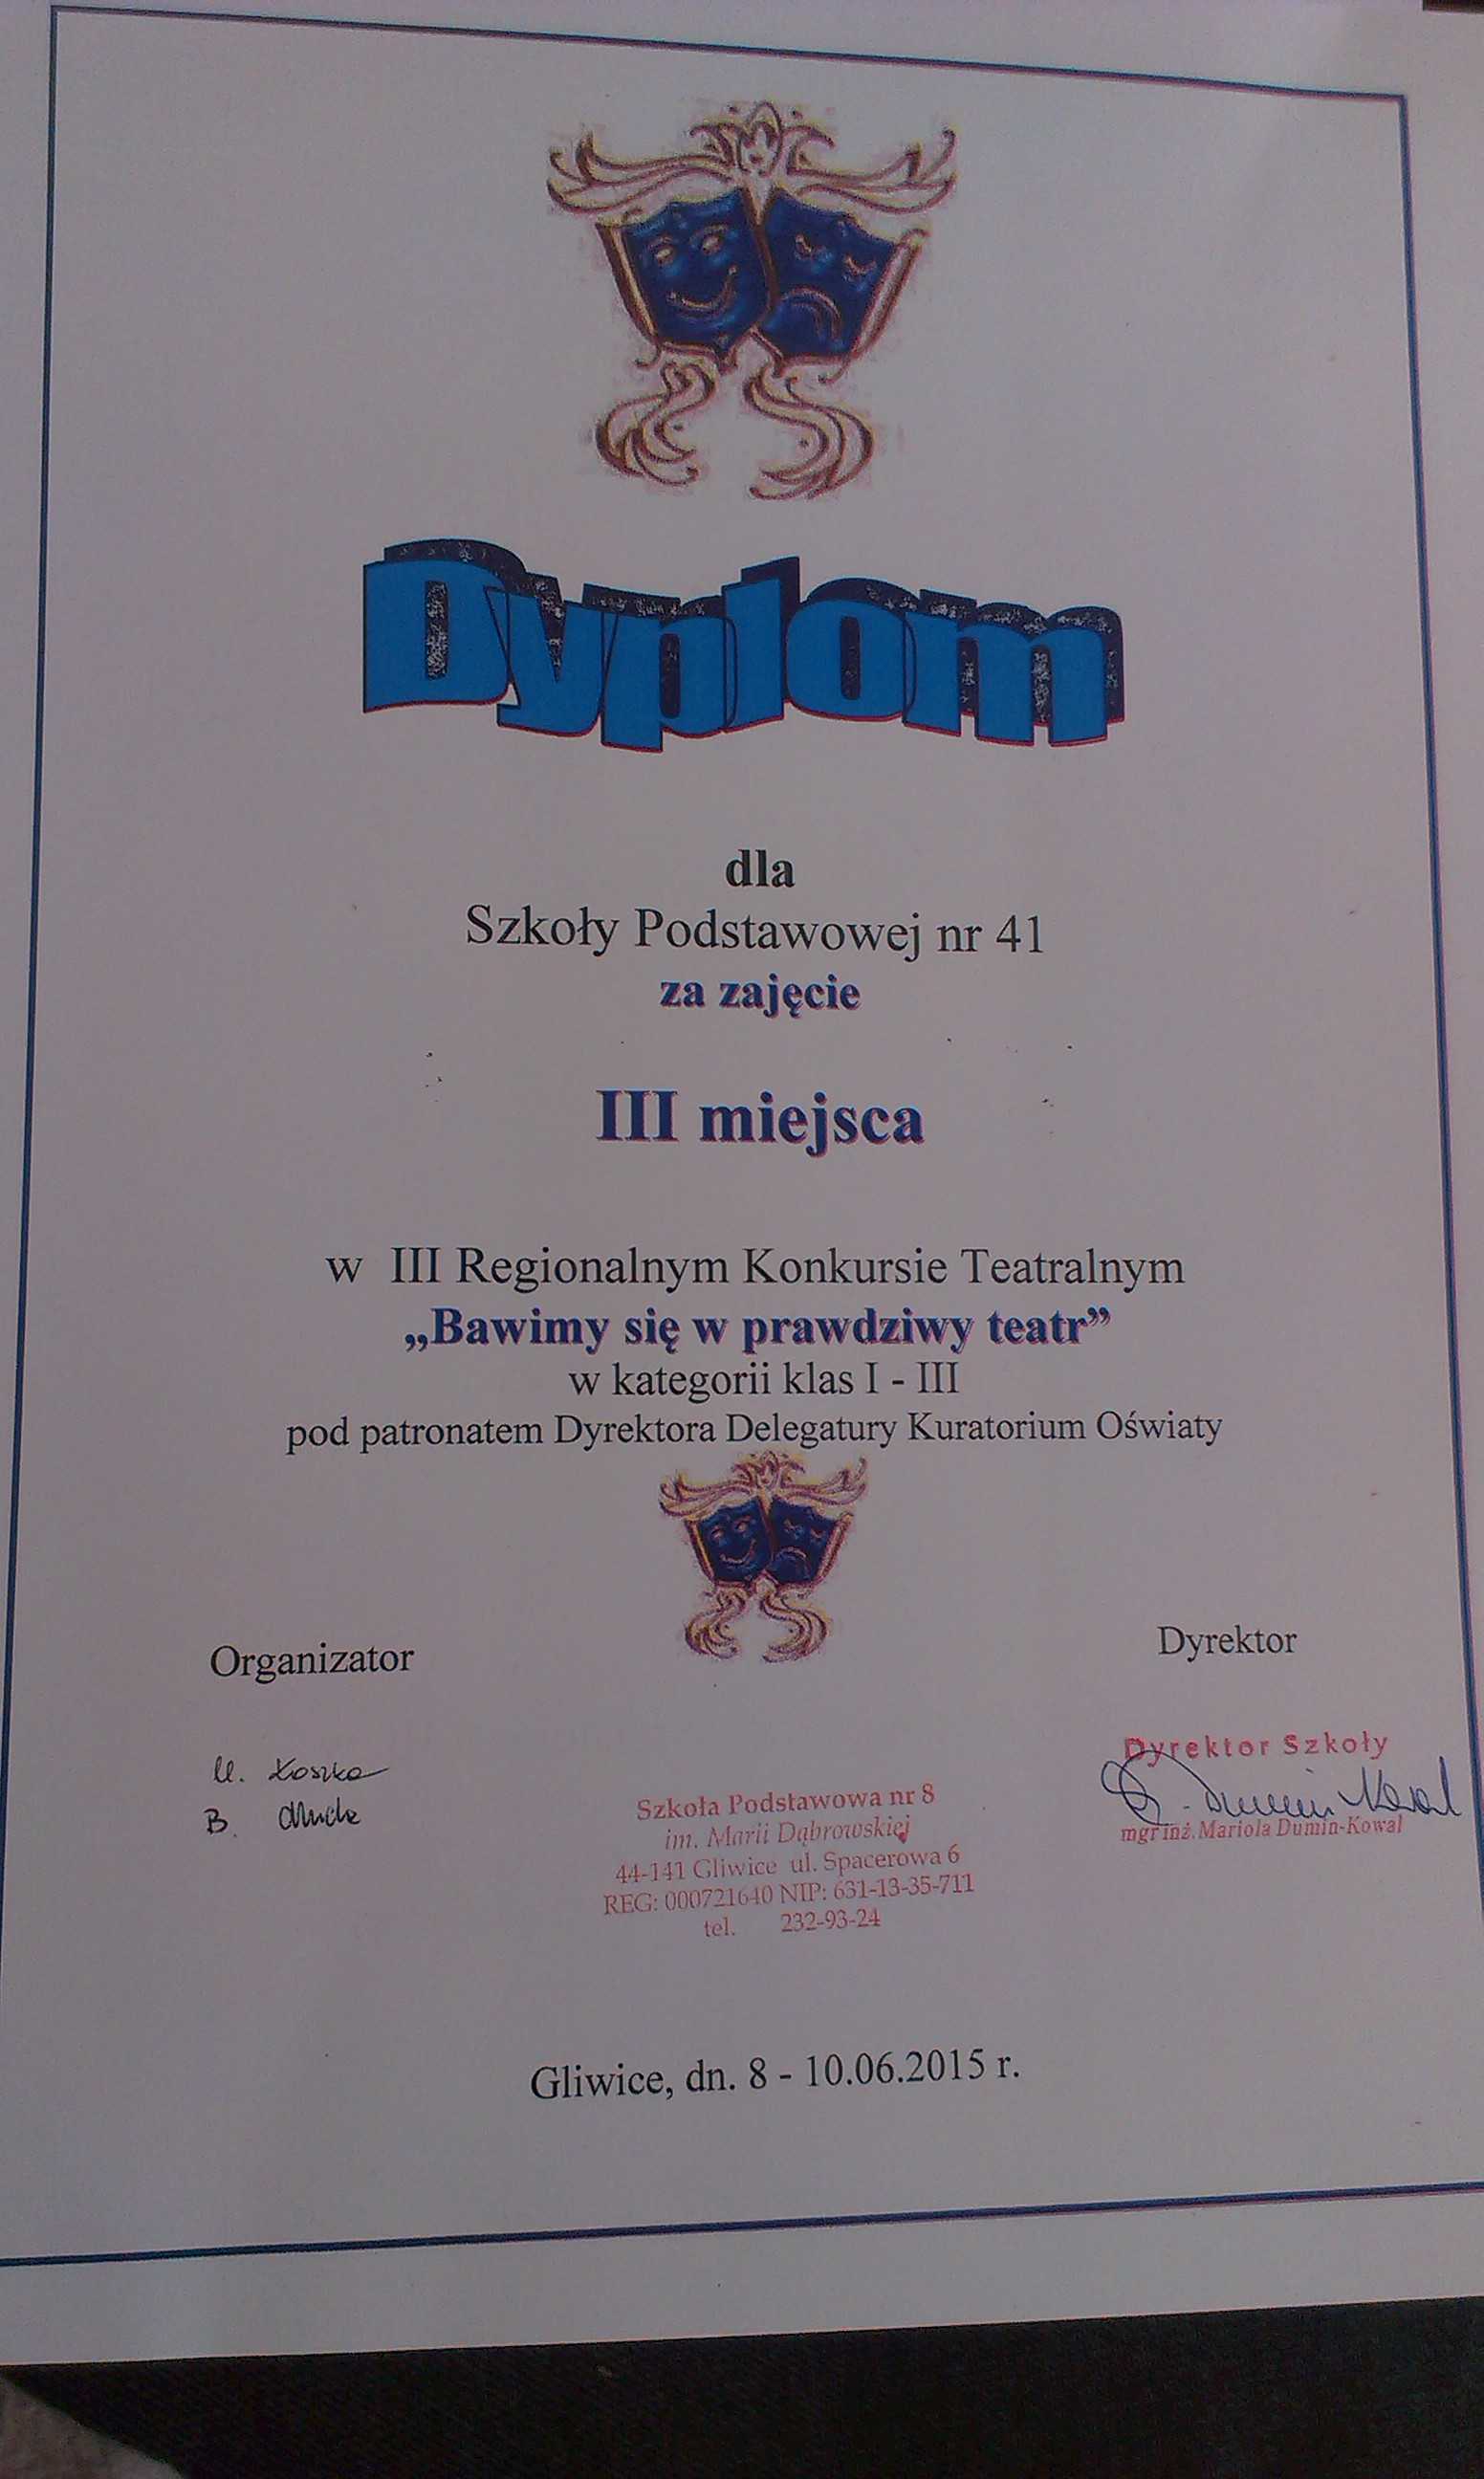 Dyplom
dla
Szkoły Podstawowej nr 41
za zajęcie
III miejsca
w III Regionalnym Konkursie Teatralnym
„Bawimy się w prawdziwy teatr”
w kategorii klas I - III
pod patronatem Dyrektora Delegatury Kuratorium Oświaty
Organizator
Dyrektor
Dyrektor Szkoły
mgr inż. Mariola Dumin-Kowal
B.
Szkoła Podstawowa nr 8
im. Marii Dąbrowskiej
44-141 Gliwice ul. Spacerowa 6
REG: 000721640 NIP: 631-13-35-711
tel. 232-93-24
Gliwice, dn. 8 - 10.06.2015 r.